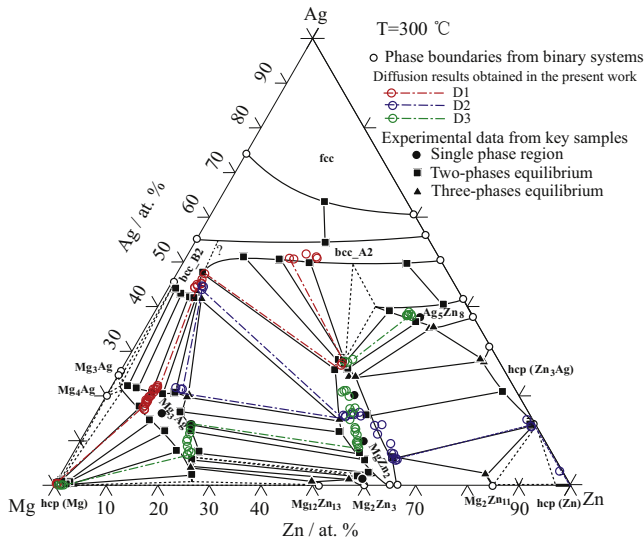 Ag
T=300 ℃
Phase boundaries from binary systems
Diffusion results obtained in the present work
D1
D2
D3
Experimental data from key samples
Single phase region
Two-phases equilibrium
Three-phases equilibrium
90
80
70
60
50
40
30
Ag / at. %
fcc
bcc_A2
bcc_B2
Ag5Zn8
hcp (Zn3Ag)
Mg3Ag
Mg4Ag
Mg3Ag
MgZn2
Mg hcp (Mg)
Mg12Zn13
Mg2Zn3
Mg2Zn11
hcp (Zn)
Zn
10 20 30 40 50 90
Zn / at. %